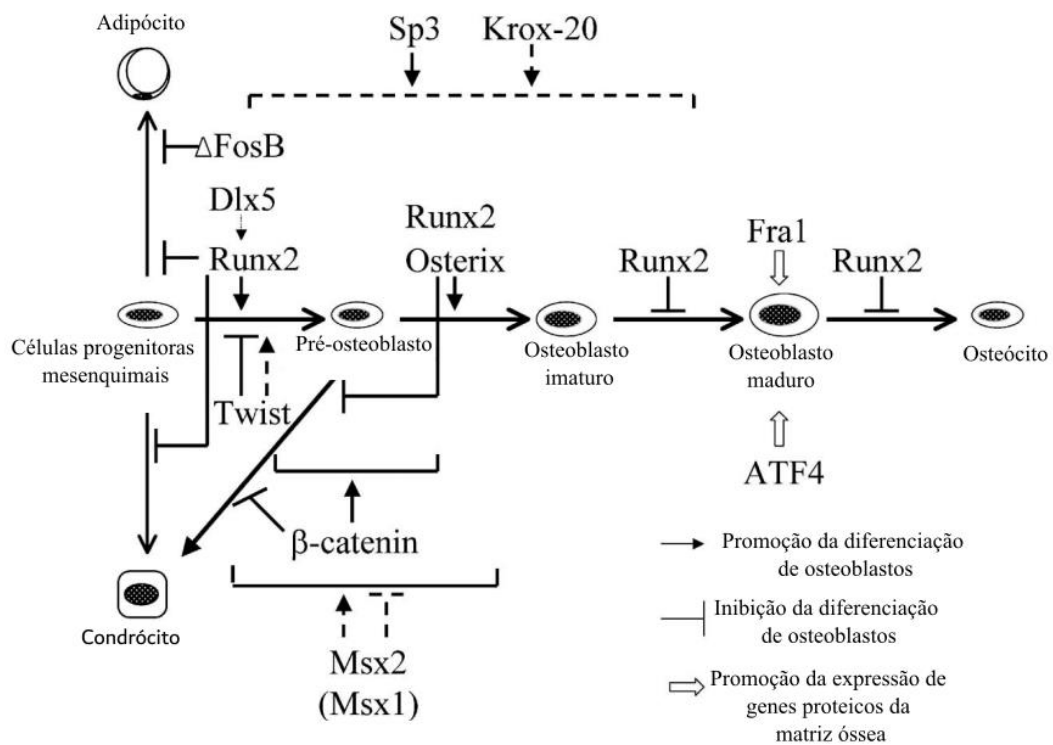 Adipócito
Sp3
Krox-20
ΔFosB
Dlx5
Runx2
Runx2
Osterix
Runx2
Fra1
Runx2
Células progenitoras
mesenquimais
Pré-osteoblasto
Osteoblasto
imaturo
Osteoblasto
maduro
Osteócito
Twist
ATF4
β-catenin
Condrócito
Msx2
(Msx1)
Promoção da diferenciação
de osteoblastos
Inibição da diferenciação
de osteoblastos
Promoção da expressão de
genes proteicos da
matriz óssea